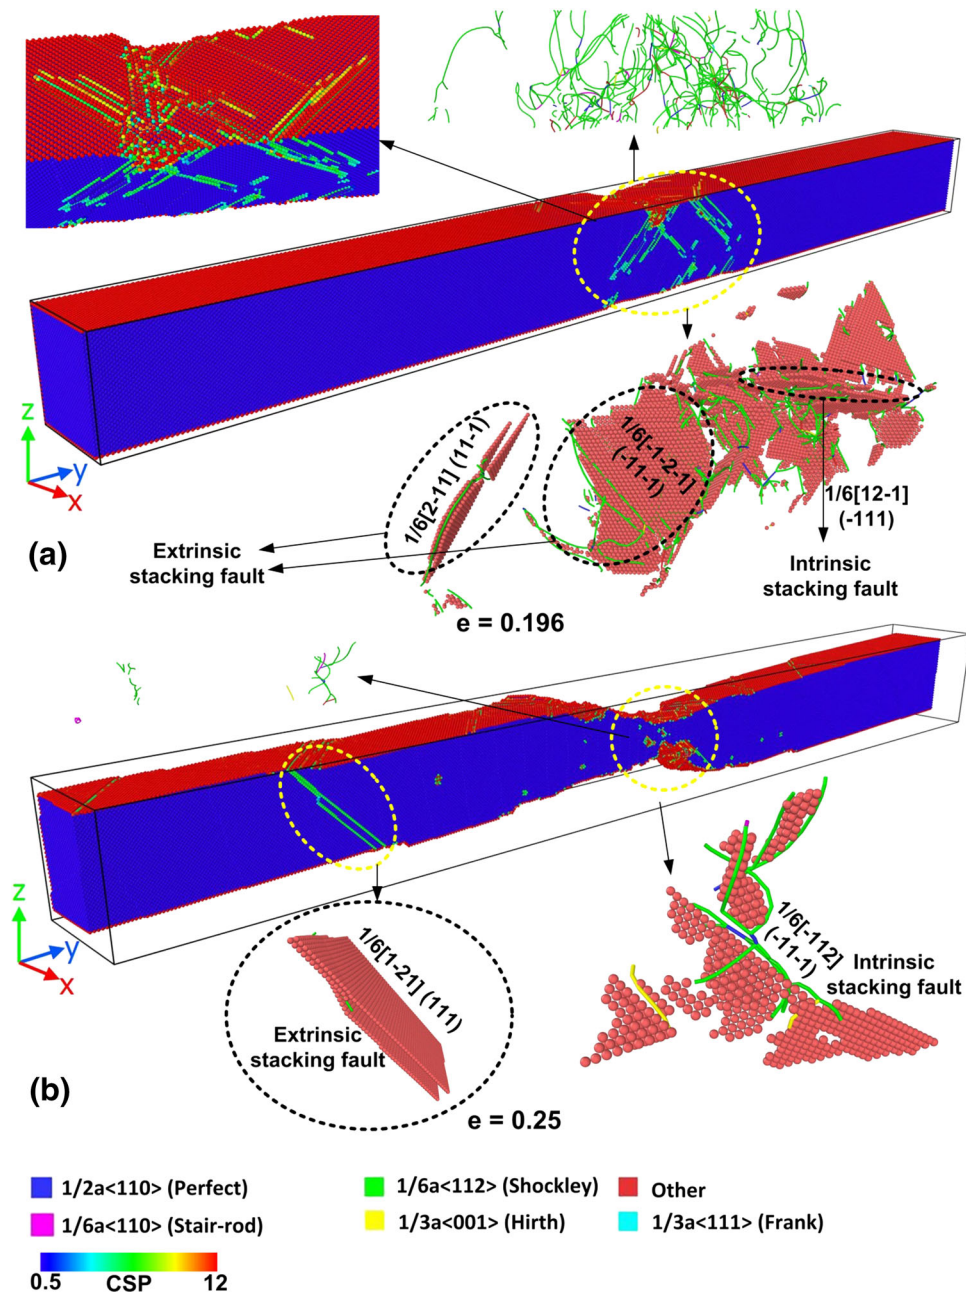 z
y
x
1/6[2-11] (11-1)
1/6[-1-2-1]
(-11-1)
1/6[12-1]
(-111)
(a)
Extrinsic
stacking fault
Intrinsic
stacking fault
e = 0.196
z
y
x
1/6[1-21] (111)
Extrinsic
stacking fault
1/6[-112]
(-11-1)
Intrinsic
stacking fault
(b)
e = 0.25
1/2a<110> (Perfect)
1/6a<112> (Shockley)
Other
1/6a<110> (Stair-rod)
1/3a<001> (Hirth)
1/3a<111> (Frank)
0.5 CSP 12